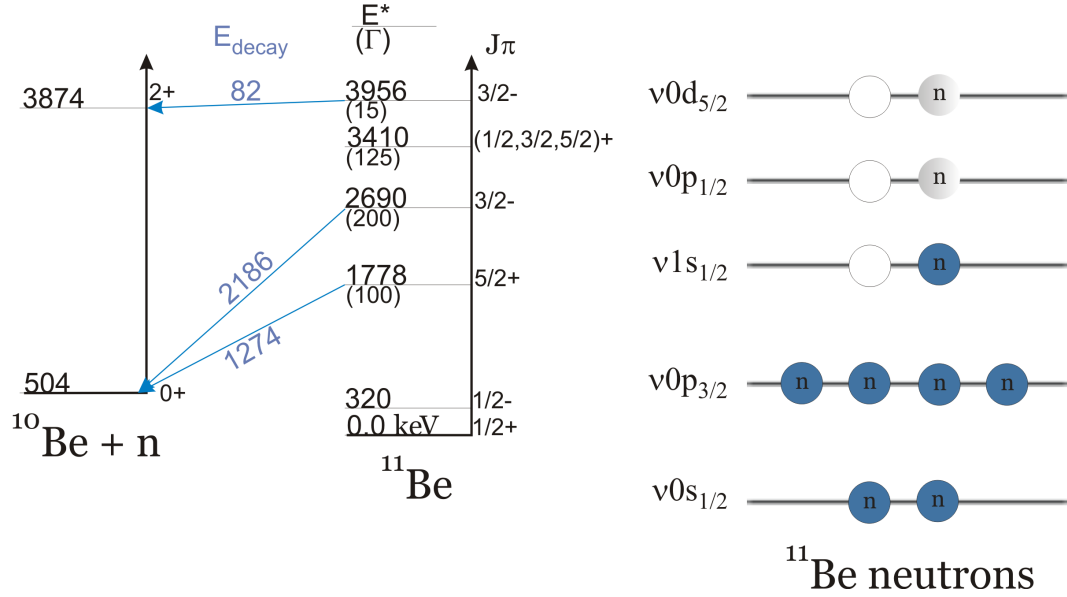 E*
(Γ)
Jπ
E_decay
3874
2+
82
3956
(15)
3/2-
3410
(125)
(1/2,3/2,5/2)+
2690
(200)
3/2-
2186
1778
(100)
5/2+
1274
504
0+
320
1/2-
0.0 keV
1/2+
¹⁰Be + n
¹¹Be
ν0d₅/₂
n
ν0p₁/₂
n
ν1s₁/₂
n
ν0p₃/₂
n n n n
ν0s₁/₂
n n
¹¹Be neutrons